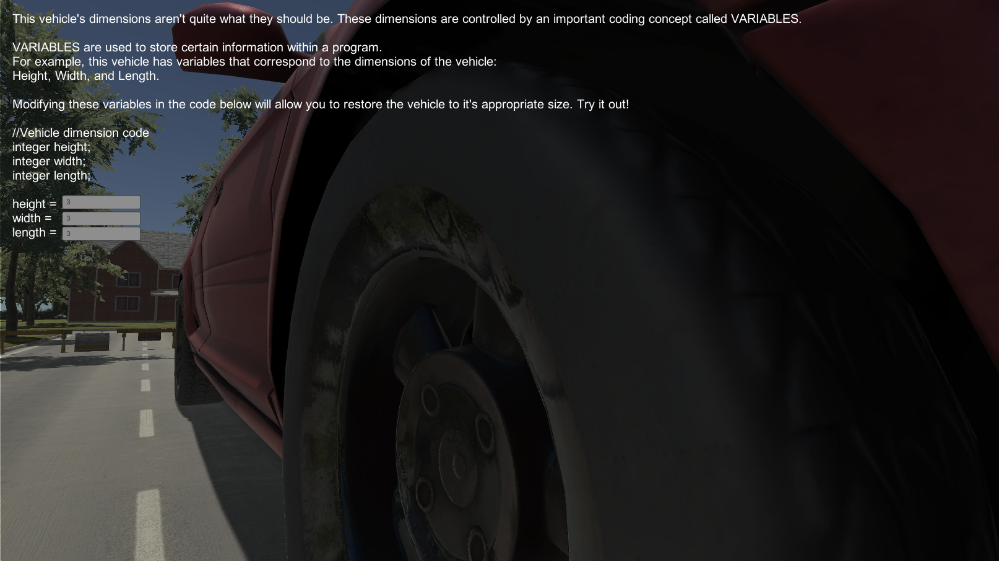 This vehicle's dimensions aren't quite what they should be. These dimensions are controlled by an important coding concept called VARIABLES.
VARIABLES are used to store certain information within a program.
For example, this vehicle has variables that correspond to the dimensions of the vehicle:
Height, Width, and Length.
Modifying these variables in the code below will allow you to restore the vehicle to it's appropriate size. Try it out!
//Vehicle dimension code
integer height;
integer width;
integer length;
height = 3
width = 3
length = 3